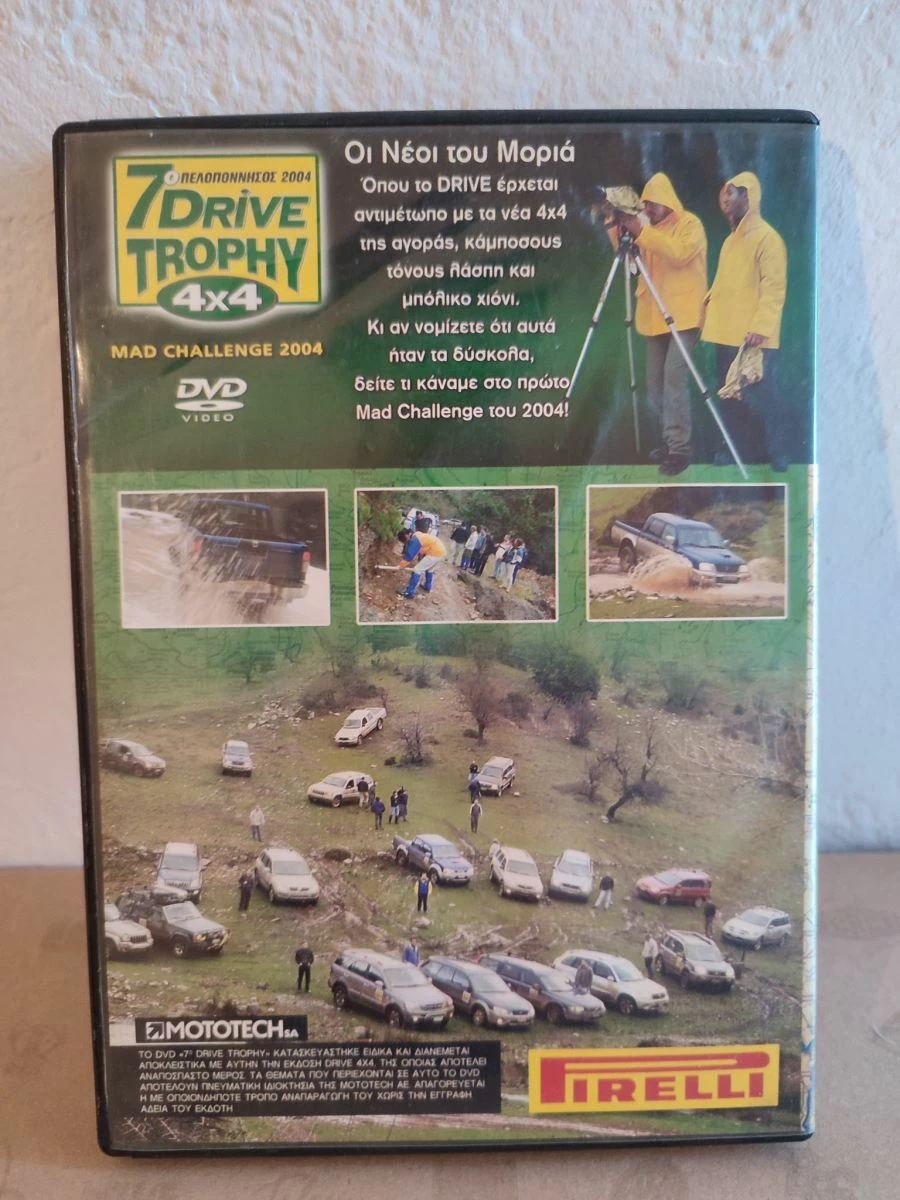 7º ΠΕΛΟΠΟΝΝΗΣΟΣ 2004
DRIVE
TROPHY
4x4
MAD CHALLENGE 2004
DVD
VIDEO
Οι Νέοι του Μοριά
Όπου το DRIVE έρχεται
αντιμέτωπο με τα νέα 4x4
της αγοράς, κάμποσους
τόνους λάσπη και
μπόλικο χιόνι.
Κι αν νομίζετε ότι αυτά
ήταν τα δύσκολα,
δείτε τι κάναμε στο πρώτο
Mad Challenge του 2004!
MOTOTECH SA
ΤΟ DVD «7º DRIVE TROPHY» ΚΑΤΑΣΚΕΥΑΣΤΗΚΕ ΕΙΔΙΚΑ ΚΑΙ ΔΙΑΝΕΜΕΤΑΙ
ΑΠΟΚΛΕΙΣΤΙΚΑ ΜΕ ΑΥΤΗΝ ΤΗΝ ΕΚΔΟΣΗ DRIVE 4X4, ΤΗΣ ΟΠΟΙΑΣ ΑΠΟΤΕΛΕΙ
ΑΝΑΠΟΣΠΑΣΤΟ ΜΕΡΟΣ. ΤΑ ΘΕΜΑΤΑ ΠΟΥ ΠΕΡΙΕΧΟΝΤΑΙ ΣΕ ΑΥΤΟ ΤΟ DVD
ΑΠΟΤΕΛΟΥΝ ΠΝΕΥΜΑΤΙΚΗ ΙΔΙΟΚΤΗΣΙΑ ΤΗΣ MOTOTECH ΑΕ. ΑΠΑΓΟΡΕΥΕΤΑΙ
Η ΜΕ ΟΠΟΙΟΝΔΗΠΟΤΕ ΤΡΟΠΟ ΑΝΑΠΑΡΑΓΩΓΗ ΤΟΥ ΧΩΡΙΣ ΤΗΝ ΕΓΓΡΑΦΗ
ΑΔΕΙΑ ΤΟΥ ΕΚΔΟΤΗ
PIRELLI